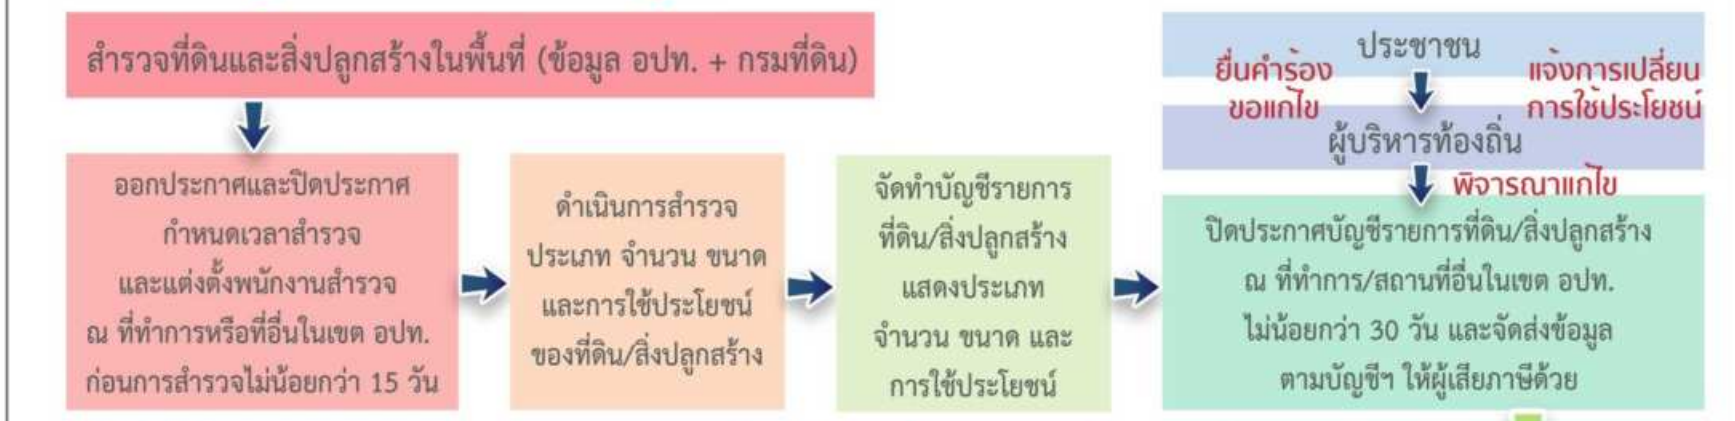 สำรวจที่ดินและสิ่งปลูกสร้างในพื้นที่ (ข้อมูล อปท. + กรมที่ดิน)
ออกประกาศและปิดประกาศ
กำหนดเวลาสำรวจ
และแต่งตั้งพนักงานสำรวจ
ณ ที่ทำการหรือที่อื่นในเขต อปท.
ก่อนการสำรวจไม่น้อยกว่า 15 วัน
ดำเนินการสำรวจ
ประเภท จำนวน ขนาด
และการใช้ประโยชน์
ของที่ดิน/สิ่งปลูกสร้าง
จัดทำบัญชีรายการ
ที่ดิน/สิ่งปลูกสร้าง
แสดงประเภท
จำนวน ขนาด และ
การใช้ประโยชน์
ประชาชน
ยื่นคำร้อง
ขอแก้ไข
แจ้งการเปลี่ยน
การใช้ประโยชน์
ผู้บริหารท้องถิ่น
พิจารณาแก้ไข
ปิดประกาศบัญชีรายการที่ดิน/สิ่งปลูกสร้าง
ณ ที่ทำการ/สถานที่อื่นในเขต อปท.
ไม่น้อยกว่า 30 วัน และจัดส่งข้อมูล
ตามบัญชีฯ ให้ผู้เสียภาษีด้วย